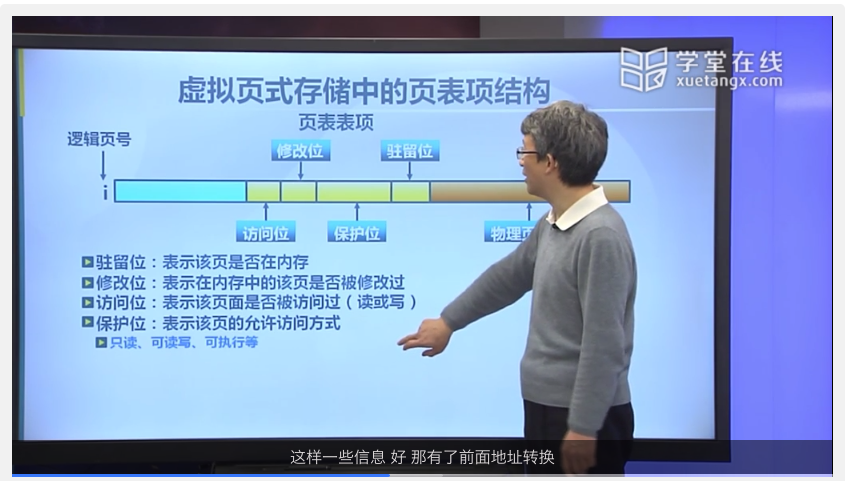 学堂在线
xuetangx.com
虚拟页式存储中的页表项结构
页表表项
逻辑页号
修改位
驻留位
i
访问位
保护位
物理页
驻留位：表示该页是否在内存
修改位：表示在内存中的该页是否被修改过
访问位：表示该页面是否被访问过（读或写）
保护位：表示该页的允许访问方式
只读、可读写、可执行等
这样一些信息 好 那有了前面地址转换